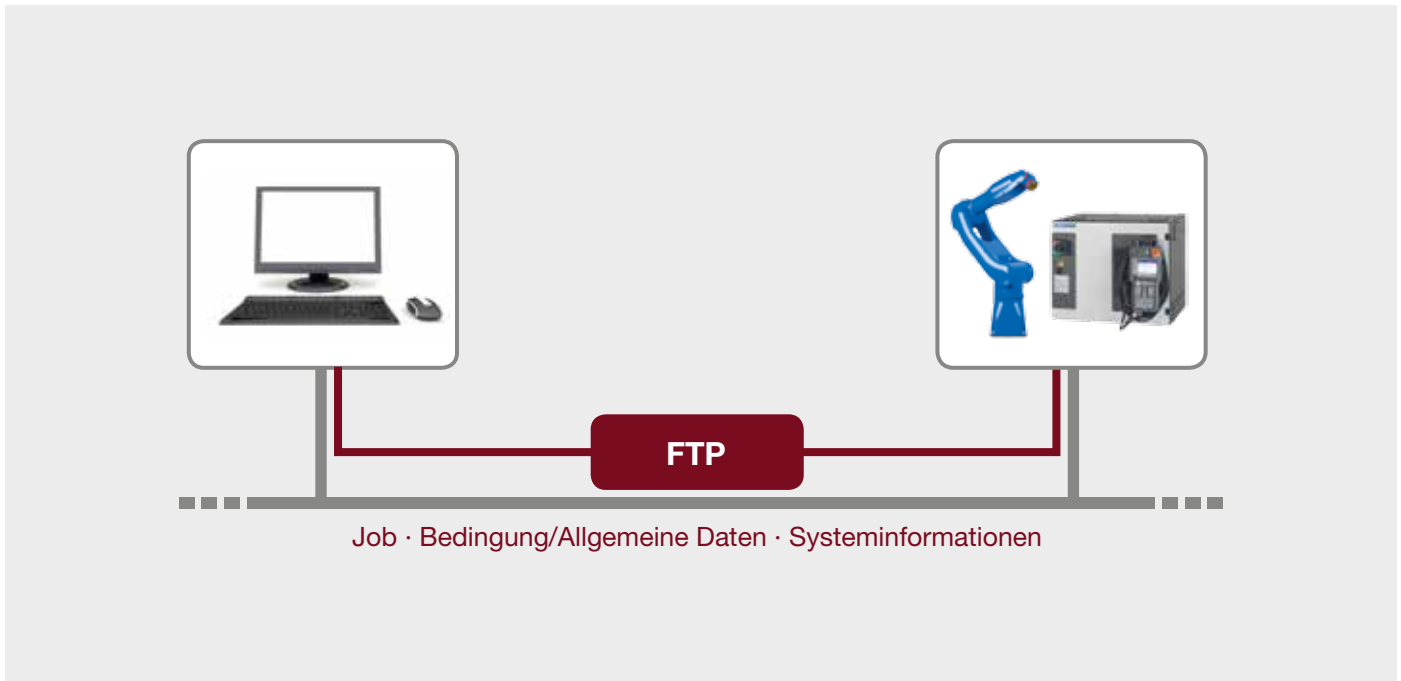 FTP
Job · Bedingung/Allgemeine Daten · Systeminformationen